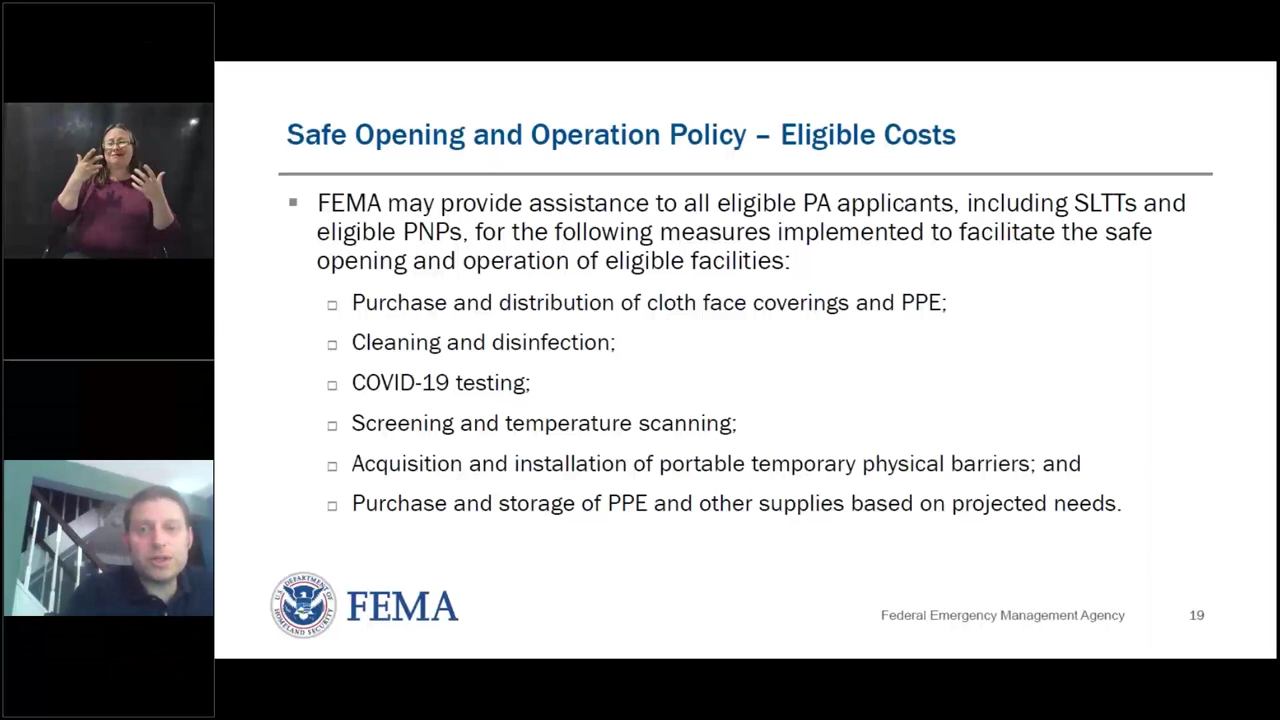 Safe Opening and Operation Policy – Eligible Costs
FEMA may provide assistance to all eligible PA applicants, including SLTTs and
eligible PNPs, for the following measures implemented to facilitate the safe
opening and operation of eligible facilities:
Purchase and distribution of cloth face coverings and PPE;
Cleaning and disinfection;
COVID-19 testing;
Screening and temperature scanning;
Acquisition and installation of portable temporary physical barriers; and
Purchase and storage of PPE and other supplies based on projected needs.
U.S. DEPARTMENT OF
HOMELAND SECURITY
FEMA
Federal Emergency Management Agency
19